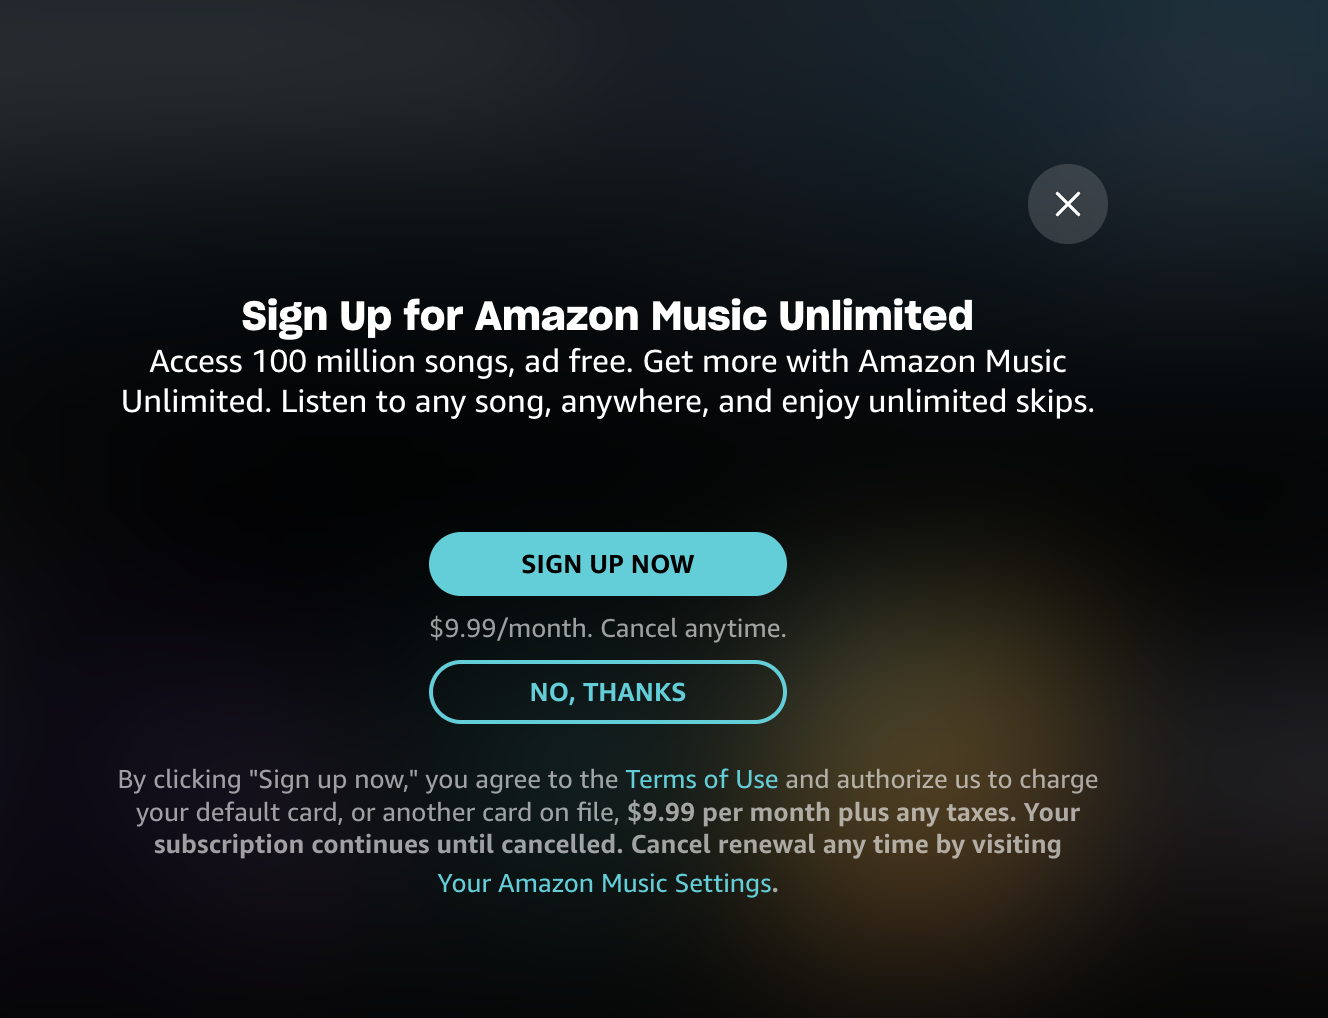 Sign Up for Amazon Music Unlimited
Access 100 million songs, ad free. Get more with Amazon Music
Unlimited. Listen to any song, anywhere, and enjoy unlimited skips.
SIGN UP NOW
$9.99/month. Cancel anytime.
NO, THANKS
By clicking "Sign up now," you agree to the Terms of Use and authorize us to charge
your default card, or another card on file, $9.99 per month plus any taxes. Your
subscription continues until cancelled. Cancel renewal any time by visiting
Your Amazon Music Settings.